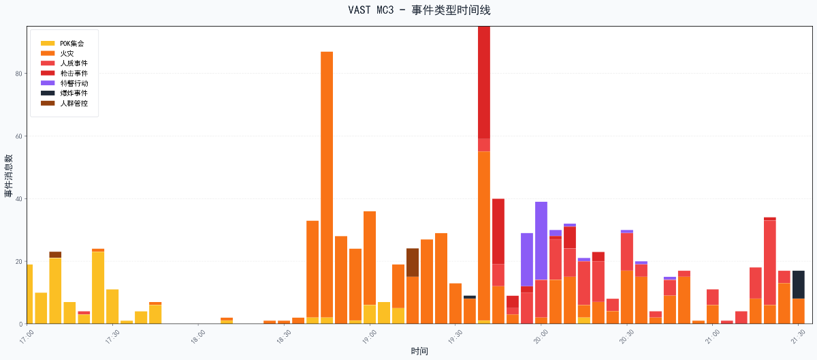 VAST MC3 - 事件类型时间线
POK集会
火灾
人质事件
枪击事件
特警行动
爆炸事件
人群管控
事件消息数
80
60
40
20
0
17:00
17:30
18:00
18:30
19:00
19:30
20:00
20:30
21:00
21:30
时间